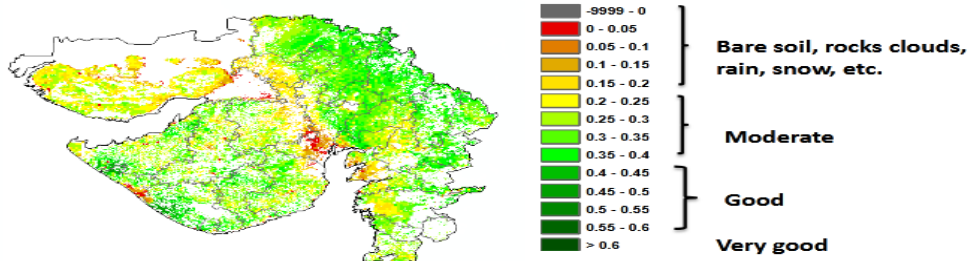 -9999 - 0
0 - 0.05
0.05 - 0.1
0.1 - 0.15
0.15 - 0.2
0.2 - 0.25
0.25 - 0.3
0.3 - 0.35
0.35 - 0.4
0.4 - 0.45
0.45 - 0.5
0.5 - 0.55
0.55 - 0.6
> 0.6
Bare soil, rocks clouds,
rain, snow, etc.
Moderate
Good
Very good